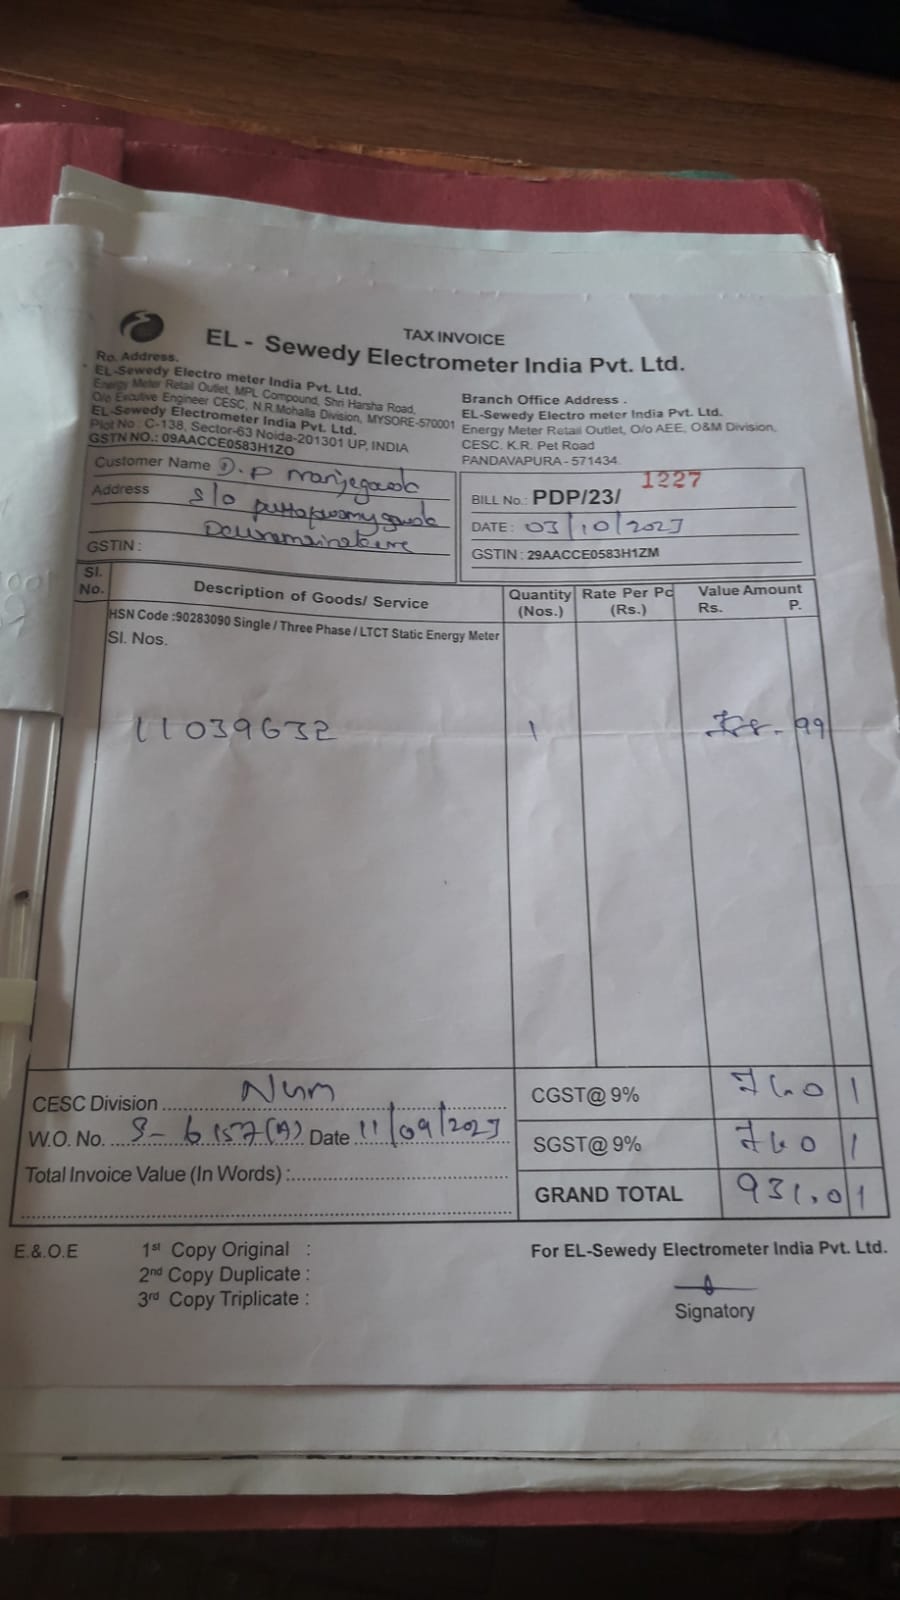 TAX INVOICE
EL - Sewedy Electrometer India Pvt. Ltd.
Ro. Address.
EL-Sewedy Electro meter India Pvt. Ltd.
Energy Meter Retail Outlet, MPL Compound, Shri Harsha Road,
O/o Excutive Engineer CESC, N.R.Mohalla Division, MYSORE-570001
EL-Sewedy Electrometer India Pvt. Ltd.
Plot No. C-138, Sector-63 Noida-201301 UP, INDIA
GSTN NO.: 09AACCE0583H1ZO
Branch Office Address .
EL-Sewedy Electro meter India Pvt. Ltd.
Energy Meter Retail Outlet, O/o AEE, O&M Division,
CESC. K.R. Pet Road
PANDAVAPURA - 571434.
Customer Name D.P
Address S/o
GSTIN :
BILL No.: PDP/23/ 1227
DATE : 03/10/2023
GSTIN : 29AACCE0583H1ZM
Sl. No. Description of Goods/ Service Quantity (Nos.) Rate Per Pc (Rs.) Value Amount Rs. P.
HSN Code :90283090 Single / Three Phase / LTCT Static Energy Meter
Sl. Nos.
11039632 1 99
CESC Division
W.O. No. Date 11/09/2023
Total Invoice Value (In Words) :
CGST@ 9%
SGST@ 9%
GRAND TOTAL 931.01
E.&.O.E
1st Copy Original :
2nd Copy Duplicate :
3rd Copy Triplicate :
For EL-Sewedy Electrometer India Pvt. Ltd.
Signatory